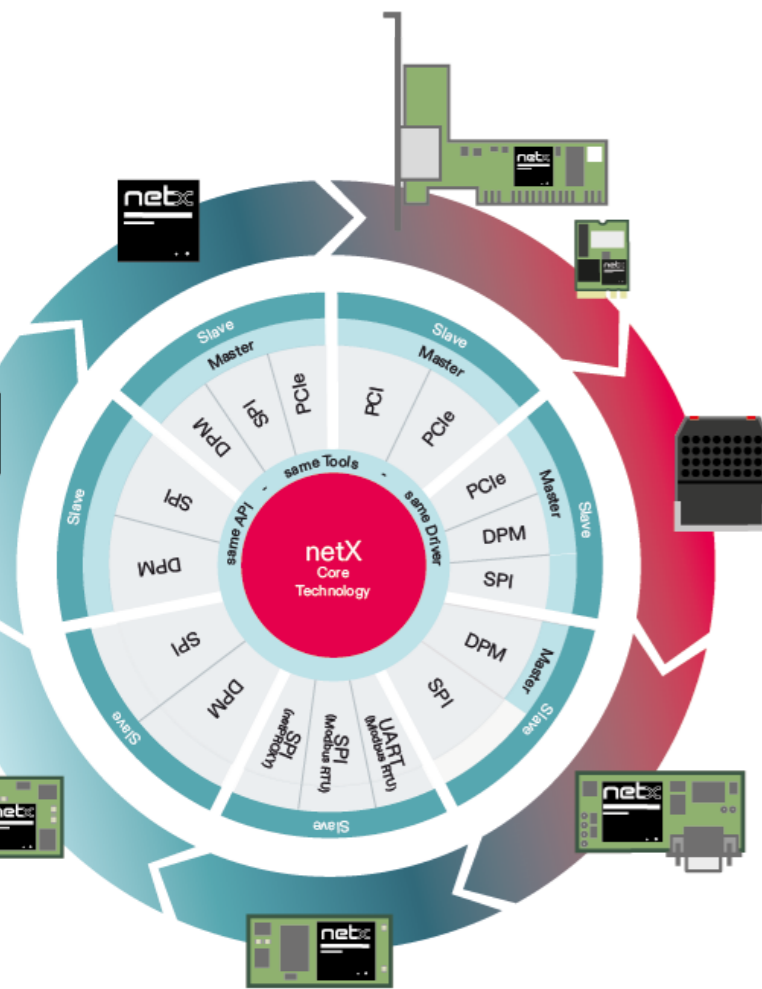 netx
netx
netx
Slave
Master
PCI
PCIe
Slave
Master
PCIe
DPM
SPI
Slave
Master
DPM
SPI
Slave
UART
(Modbus RTU)
SPI
(Modbus RTU)
SPI
(netPROXY)
Slave
DPM
SPI
Slave
DPM
SPI
Slave
Master
DPM
SPI
PCIe
same API - same Tools - same Driver
netX
Core
Technology
netx
netx
netx